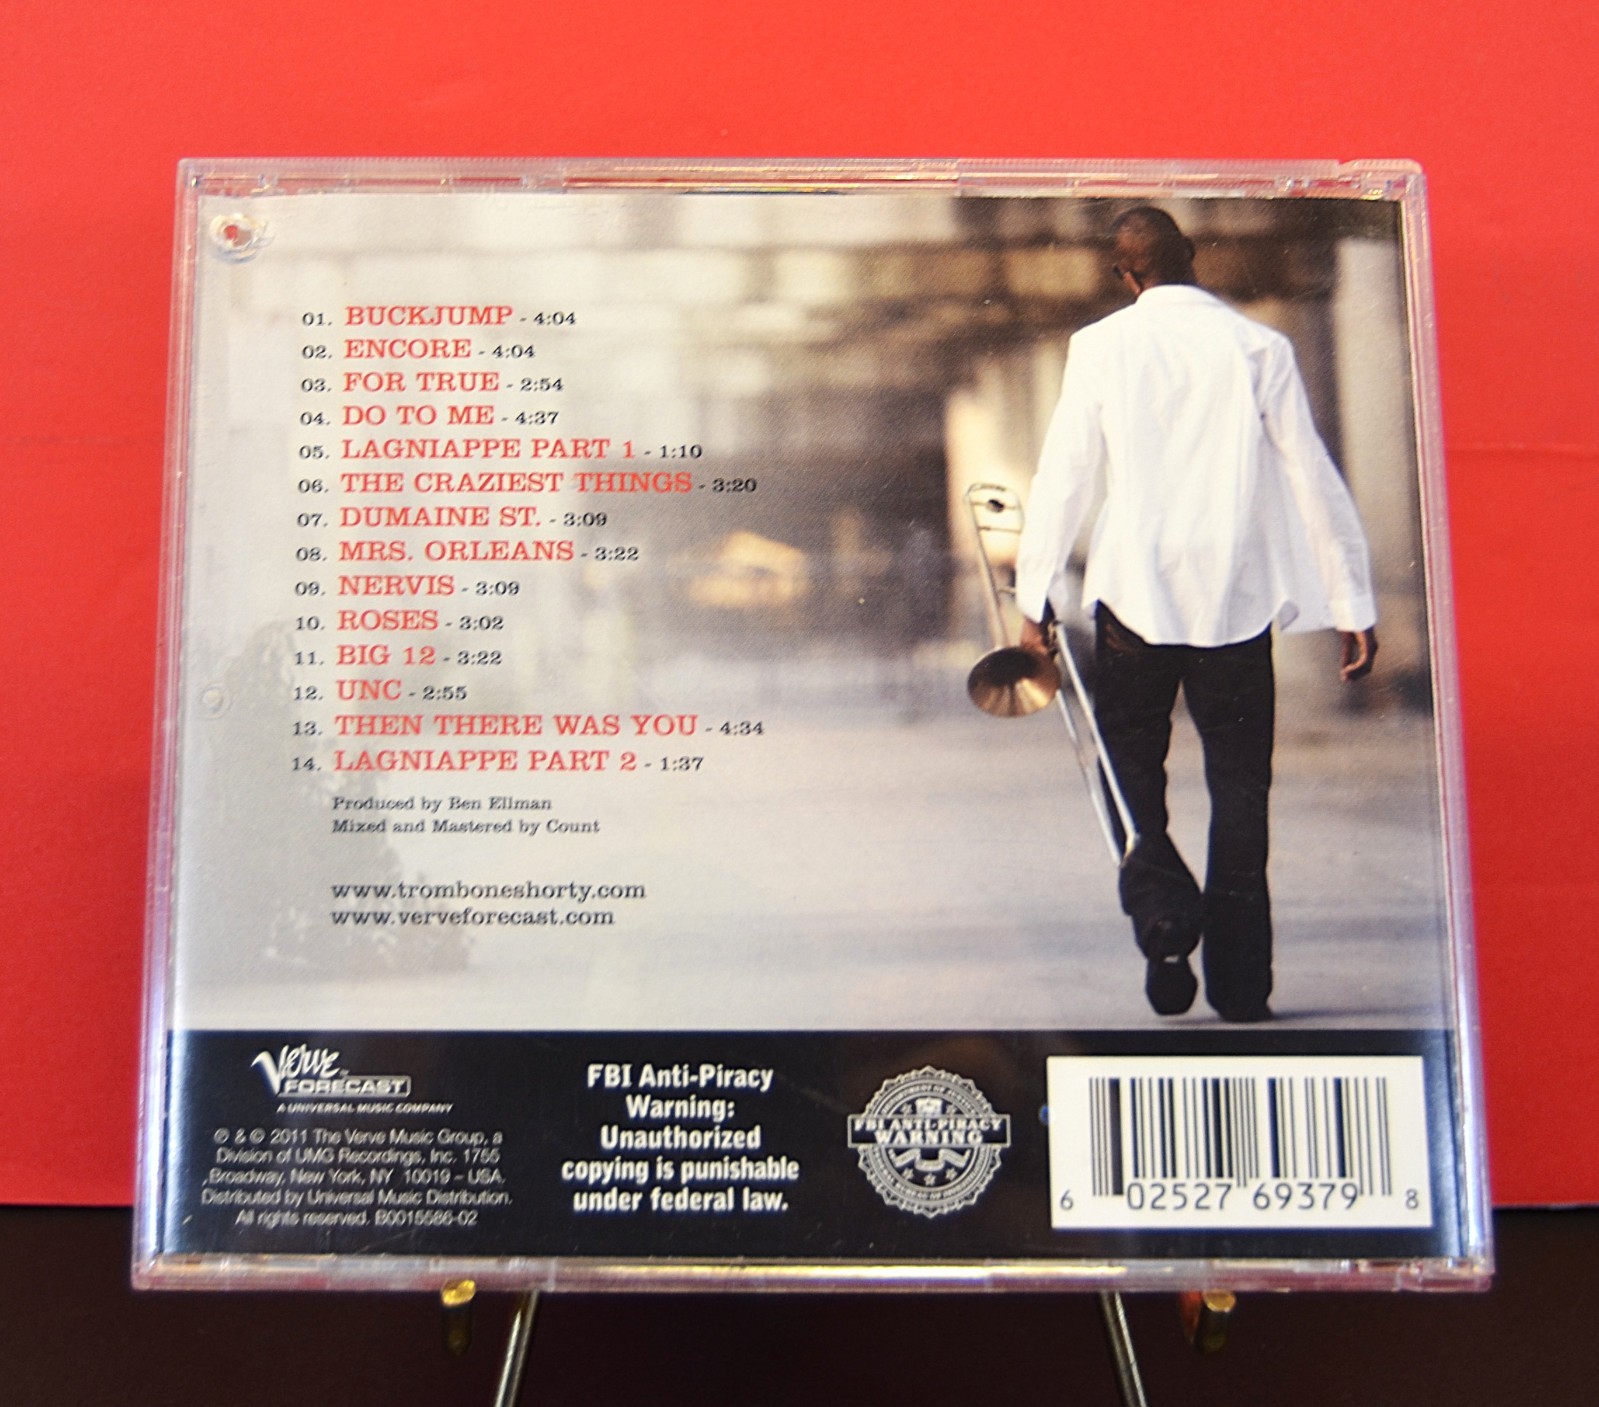 01. BUCKJUMP - 4:04
02. ENCORE - 4:04
03. FOR TRUE - 2:54
04. DO TO ME - 4:37
05. LAGNIAPPE PART 1 - 1:10
06. THE CRAZIEST THINGS - 3:20
07. DUMAINE ST. - 3:09
08. MRS. ORLEANS - 3:22
09. NERVIS - 3:09
10. ROSES - 3:02
11. BIG 12 - 3:22
12. UNC - 2:55
13. THEN THERE WAS YOU - 4:34
14. LAGNIAPPE PART 2 - 1:37
Produced by Ben Ellman
Mixed and Mastered by Count
www.tromboneshorty.com
www.verveforecast.com
Verve
FORECAST
A UNIVERSAL MUSIC COMPANY
℗ & © 2011 The Verve Music Group, a
Division of UMG Recordings, Inc. 1755
Broadway, New York, NY 10019 – USA.
Distributed by Universal Music Distribution.
All rights reserved. B0015586-02
FBI Anti-Piracy
Warning:
Unauthorized
copying is punishable
under federal law.
FBI ANTI-PIRACY
WARNING
6 02527 69379 8